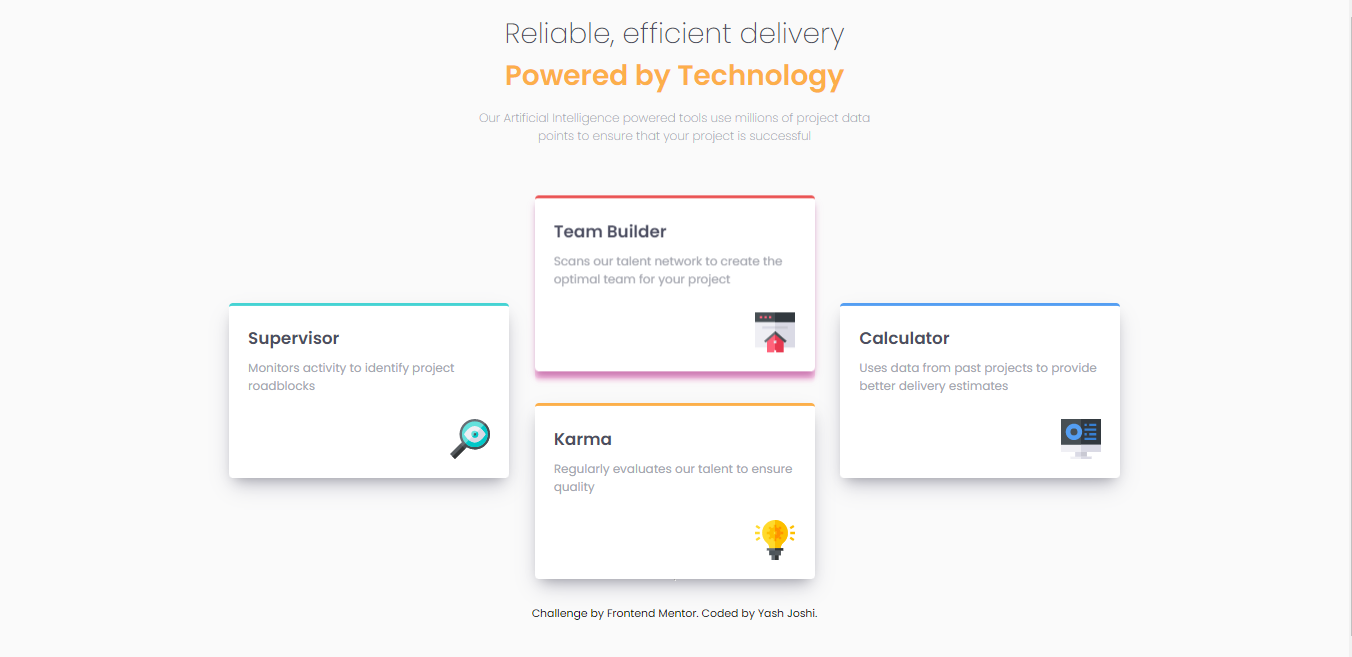 Reliable, efficient delivery
Powered by Technology
Our Artificial Intelligence powered tools use millions of project data
points to ensure that your project is successful
Team Builder
Scans our talent network to create the
optimal team for your project
Supervisor
Monitors activity to identify project
roadblocks
Calculator
Uses data from past projects to provide
better delivery estimates
Karma
Regularly evaluates our talent to ensure
quality
Challenge by Frontend Mentor. Coded by Yash Joshi.